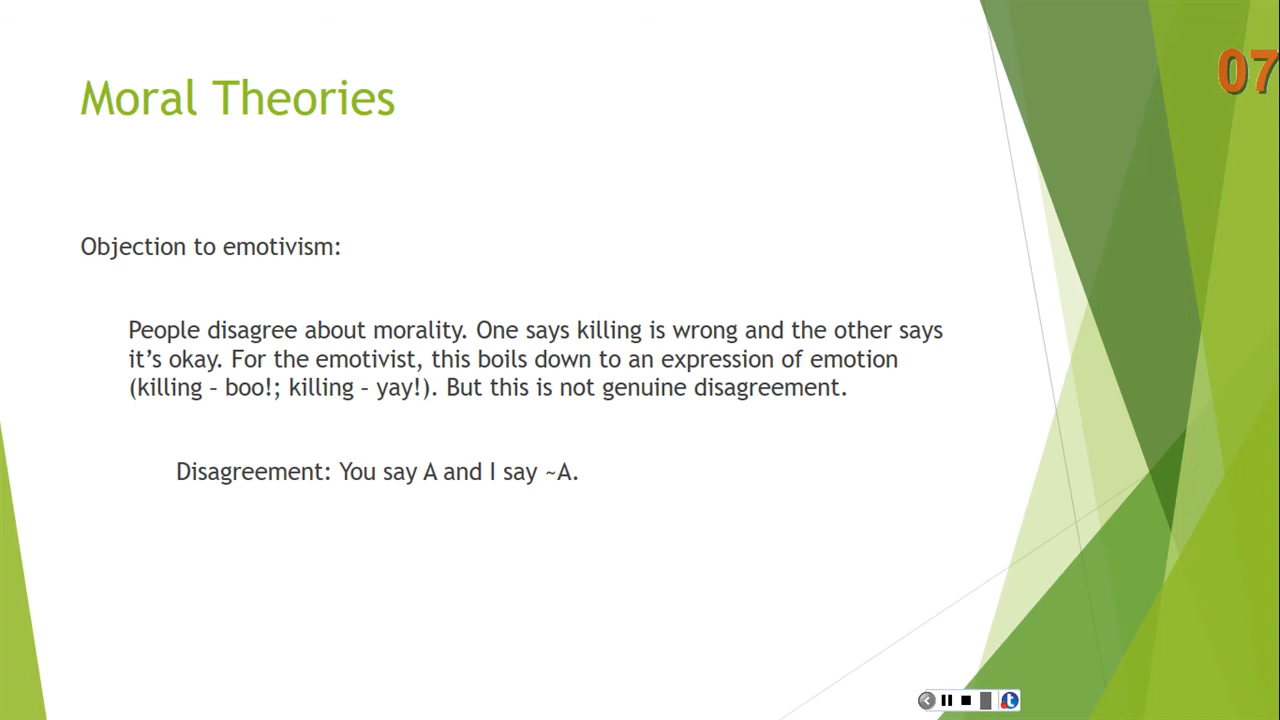 07
Moral Theories
Objection to emotivism:
People disagree about morality. One says killing is wrong and the other says
it’s okay. For the emotivist, this boils down to an expression of emotion
(killing – boo!; killing – yay!). But this is not genuine disagreement.
Disagreement: You say A and I say ~A.
t